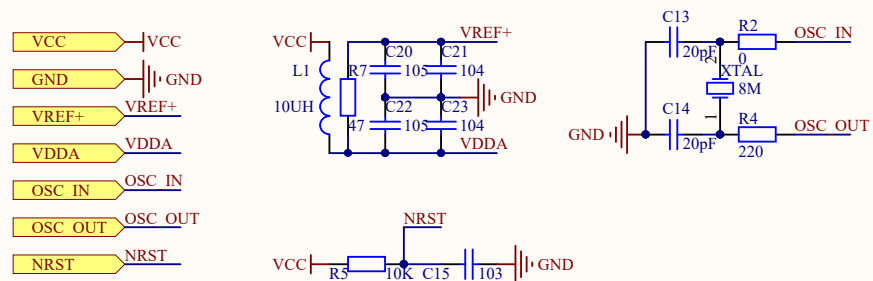 VCC VCC
GND GND
VREF+ VREF+
VDDA VDDA
OSC_IN OSC_IN
OSC_OUT OSC_OUT
NRST NRST
VCC C20 C21 VREF+
L1 R7 105 104
10UH C22 C23 GND
47 105 104
VDDA
NRST
VCC R5 10K C15 103 GND
C13 R2 OSC_IN
20pF 0
2 XTAL
8M
C14 1 R4 OSC_OUT
GND 20pF 220